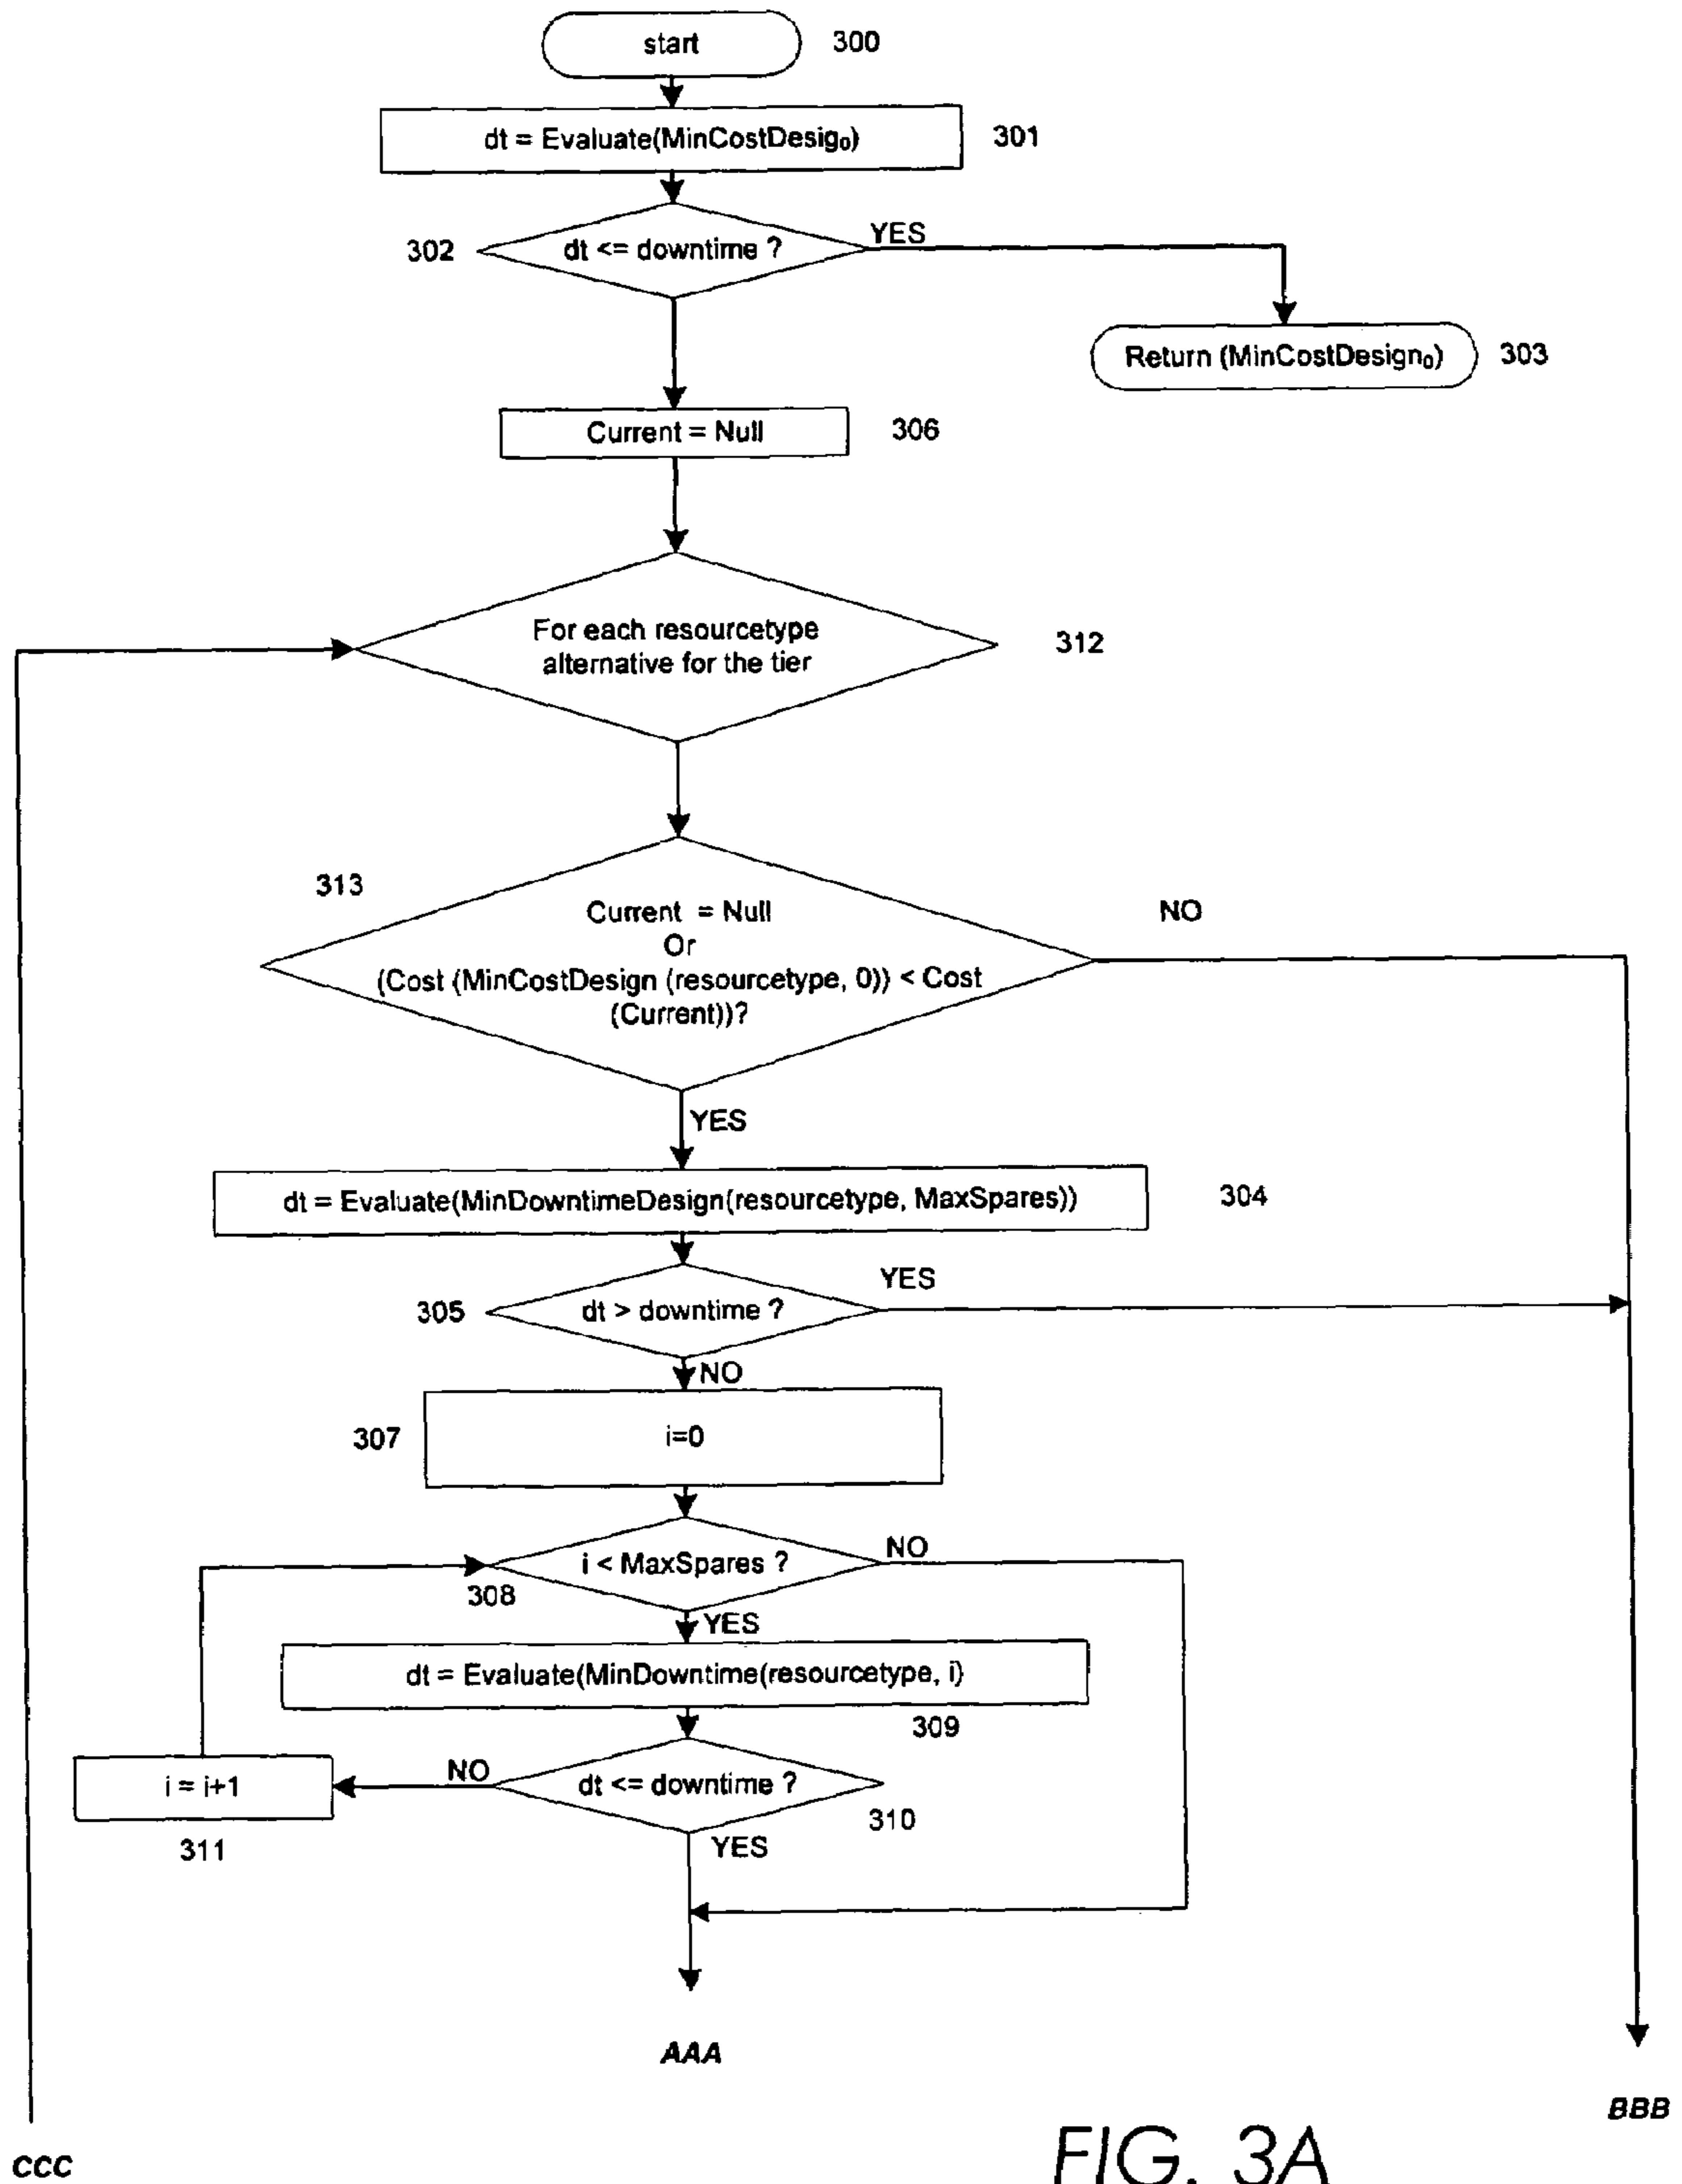 start
300
dt = Evaluate(MinCostDesig₀)
301
302
dt <= downtime ?
YES
Return (MinCostDesign₀)
303
Current = Null
306
For each resourcetype
alternative for the tier
312
313
Current = Null
Or
(Cost (MinCostDesign (resourcetype, 0)) < Cost
(Current))?
NO
YES
dt = Evaluate(MinDowntimeDesign(resourcetype, MaxSpares))
304
305
dt > downtime ?
YES
NO
307
i=0
i < MaxSpares ?
NO
308
YES
dt = Evaluate(MinDowntime(resourcetype, i)
309
i = i+1
NO
dt <= downtime ?
310
311
YES
AAA
BBB
CCC
FIG. 3A